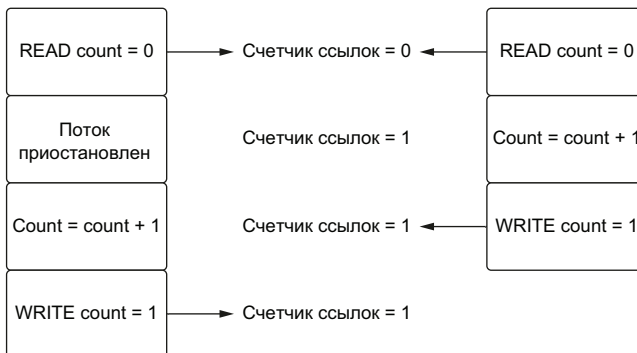 READ count = 0
Счетчик ссылок = 0
READ count = 0
Поток
приостановлен
Счетчик ссылок = 1
Count = count + 1
Count = count + 1
Счетчик ссылок = 1
WRITE count = 1
WRITE count = 1
Счетчик ссылок = 1